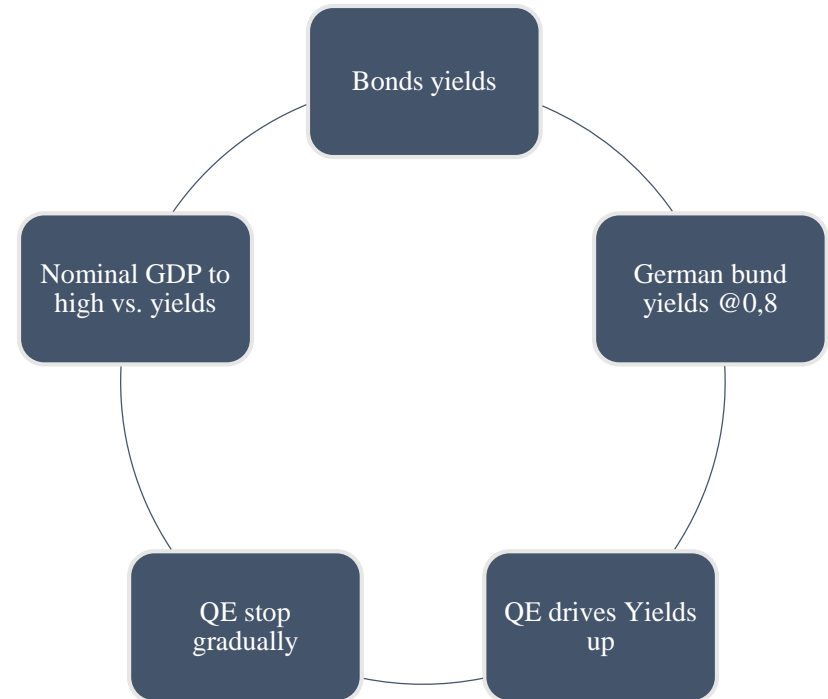 Bonds yields
German bund
yields @0,8
QE drives Yields
up
QE stop
gradually
Nominal GDP to
high vs. yields